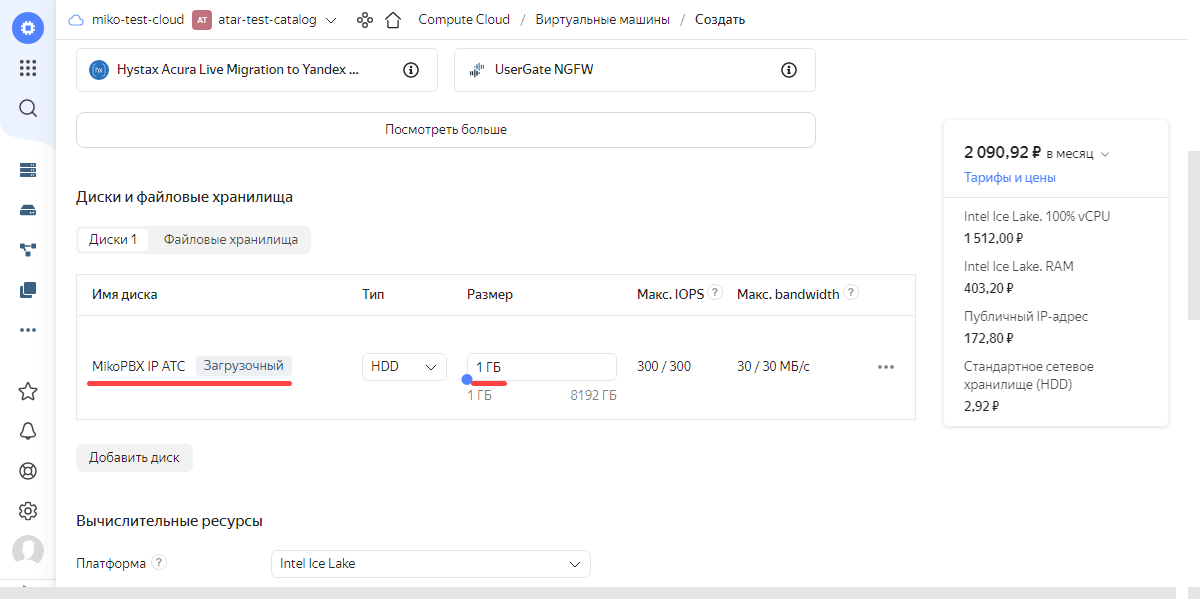 miko-test-cloud AT atar-test-catalog Compute Cloud / Виртуальные машины / Создать
hx Hystax Acura Live Migration to Yandex ...
UserGate NGFW
Посмотреть больше
Диски и файловые хранилища
Диски 1 Файловые хранилища
Имя диска Тип Размер Макс. IOPS ? Макс. bandwidth ?
MikoPBX IP АТС Загрузочный HDD 1 ГБ 300 / 300 30 / 30 МБ/с
1 ГБ 8192 ГБ
Добавить диск
Вычислительные ресурсы
Платформа ? Intel Ice Lake
2 090,92 ₽ в месяц
Тарифы и цены
Intel Ice Lake. 100% vCPU
1 512,00 ₽
Intel Ice Lake. RAM
403,20 ₽
Публичный IP-адрес
172,80 ₽
Стандартное сетевое
хранилище (HDD)
2,92 ₽